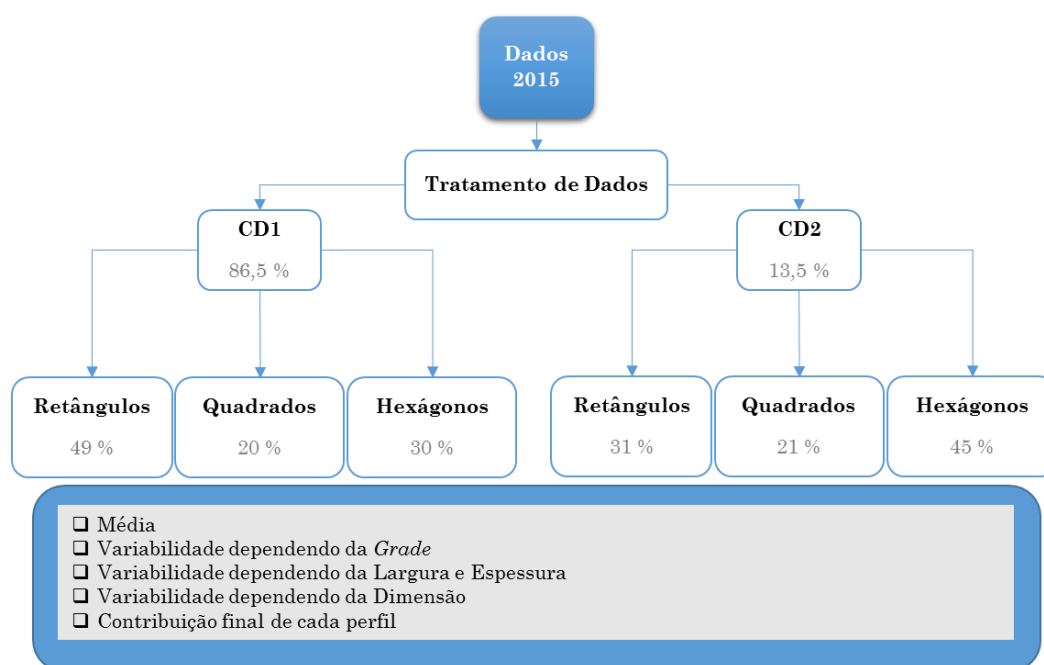 Dados
2015
Tratamento de Dados
CD1
86,5 %
CD2
13,5 %
Retângulos
49 %
Quadrados
20 %
Hexágonos
30 %
Retângulos
31 %
Quadrados
21 %
Hexágonos
45 %
❑ Média
❑ Variabilidade dependendo da Grade
❑ Variabilidade dependendo da Largura e Espessura
❑ Variabilidade dependendo da Dimensão
❑ Contribuição final de cada perfil